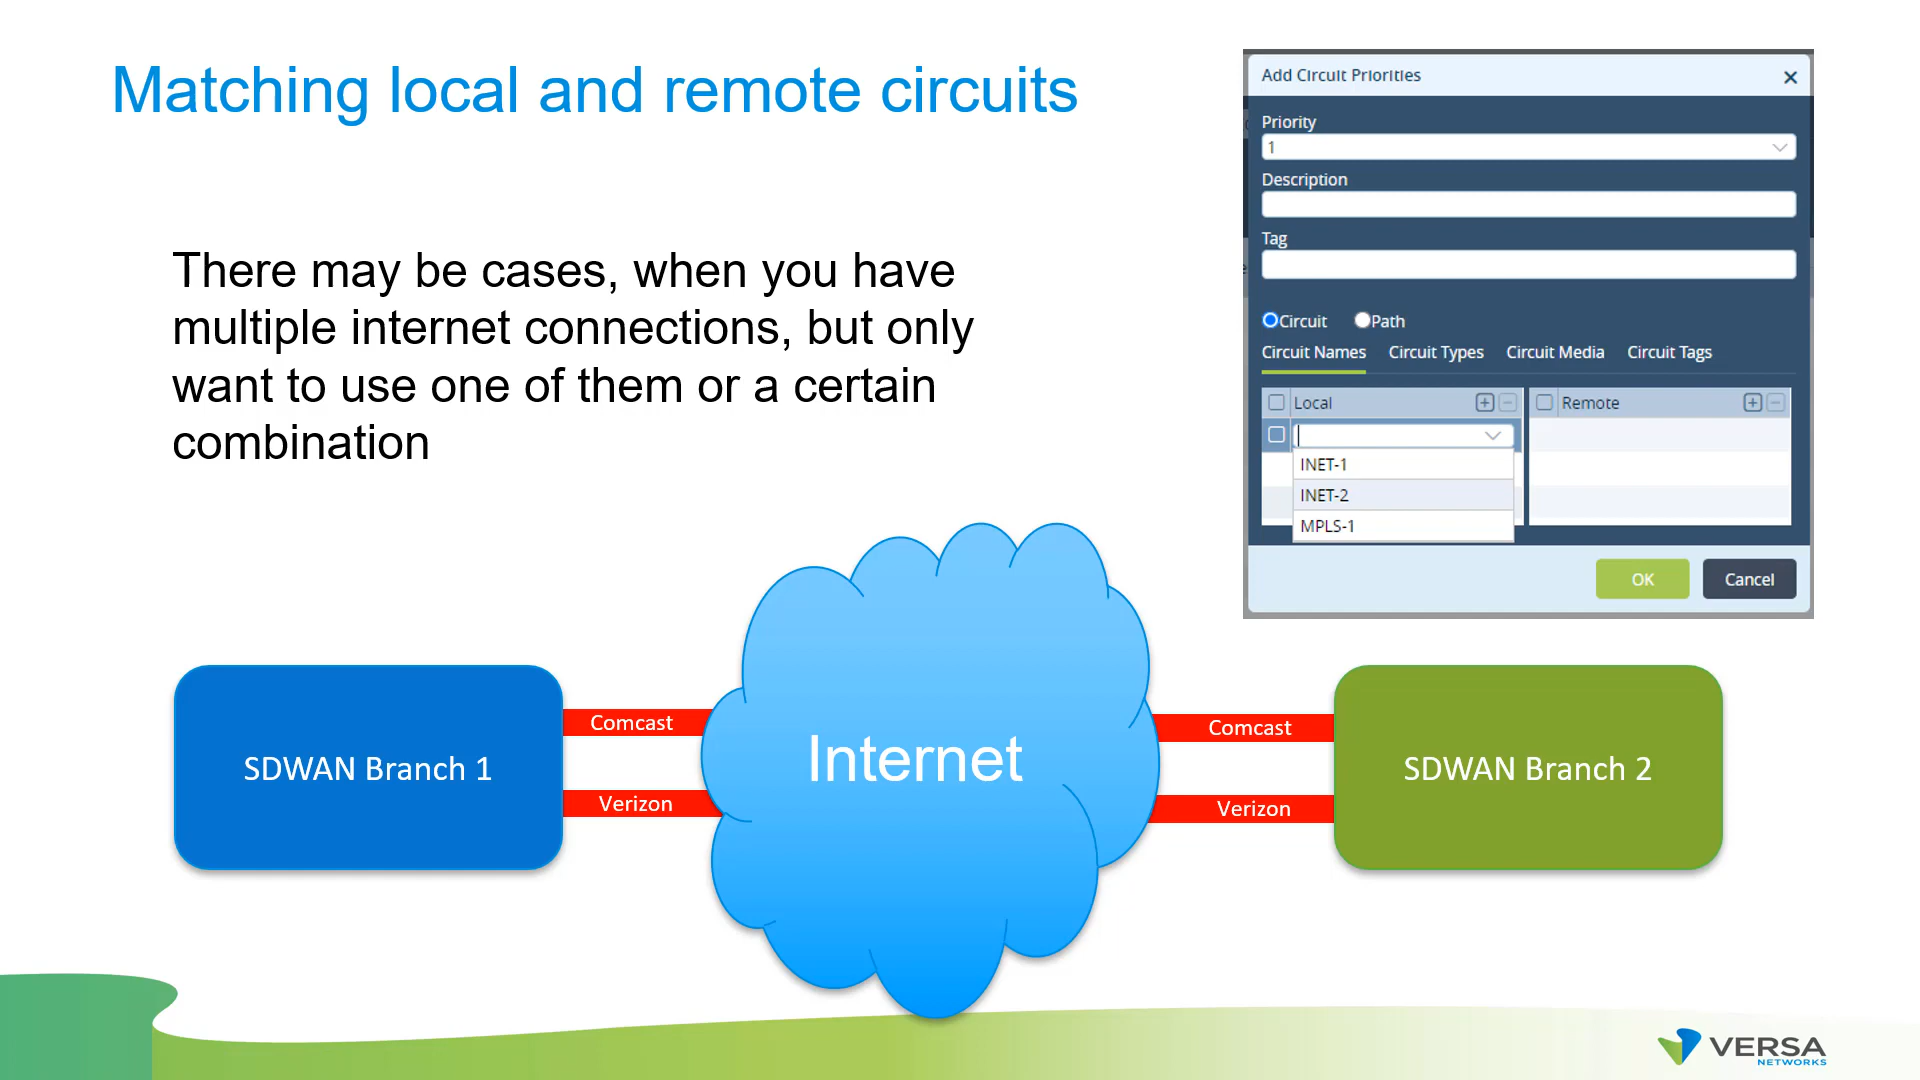 Matching local and remote circuits
There may be cases, when you have
multiple internet connections, but only
want to use one of them or a certain
combination
Add Circuit Priorities
Priority
1
Description
Tag
Circuit Path
Circuit Names Circuit Types Circuit Media Circuit Tags
Local Remote
INET-1
INET-2
MPLS-1
OK Cancel
SDWAN Branch 1
Comcast
Verizon
Internet
Comcast
Verizon
SDWAN Branch 2
VERSA
NETWORKS